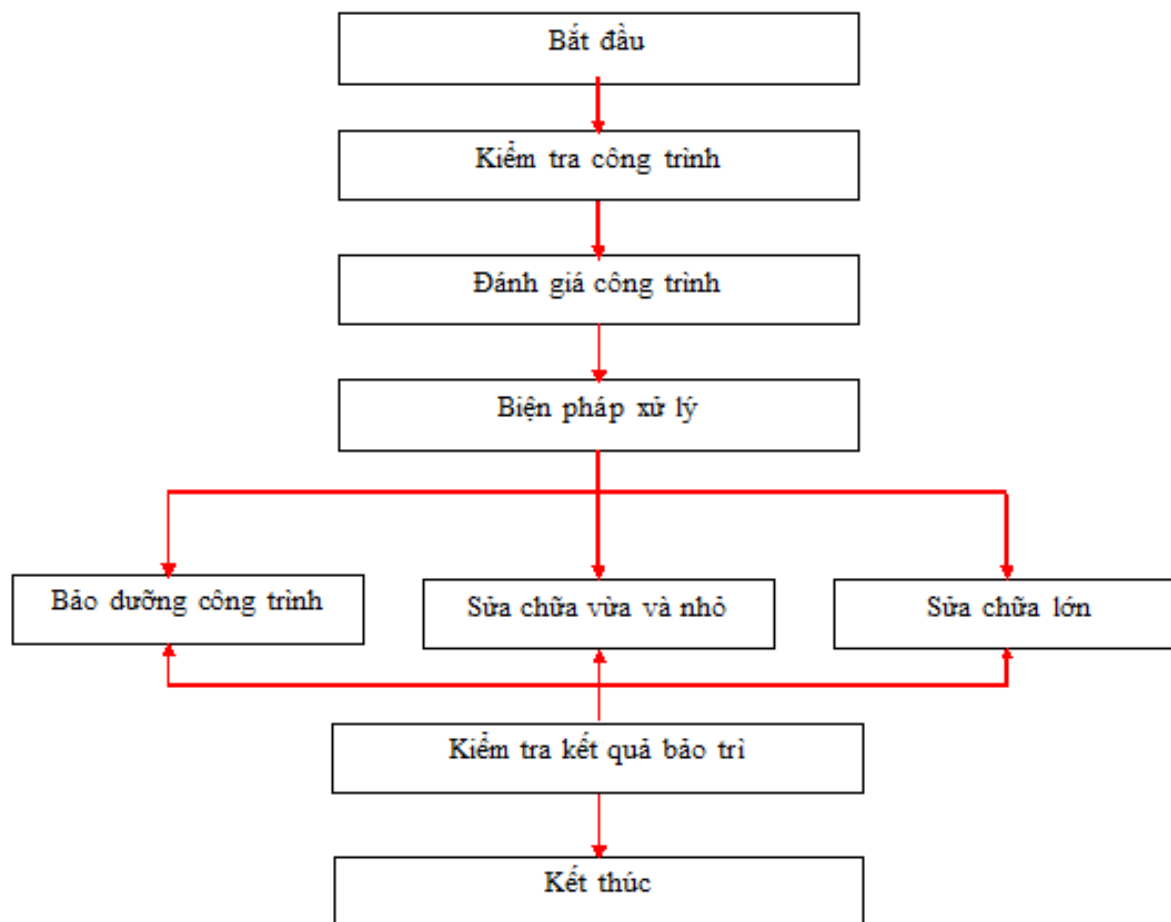 Bắt đầu
Kiểm tra công trình
Đánh giá công trình
Biện pháp xử lý
Bảo dưỡng công trình
Sửa chữa vừa và nhỏ
Sửa chữa lớn
Kiểm tra kết quả bảo trì
Kết thúc